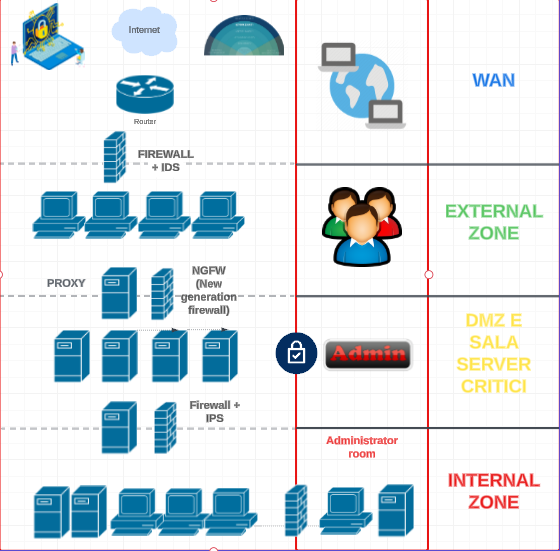 Internet
WAN
Router
FIREWALL
+ IDS
EXTERNAL
ZONE
PROXY
NGFW
(New
generation
firewall)
DMZ E
SALA
SERVER
CRITICI
Admin
Firewall +
IPS
Administrator
room
INTERNAL
ZONE